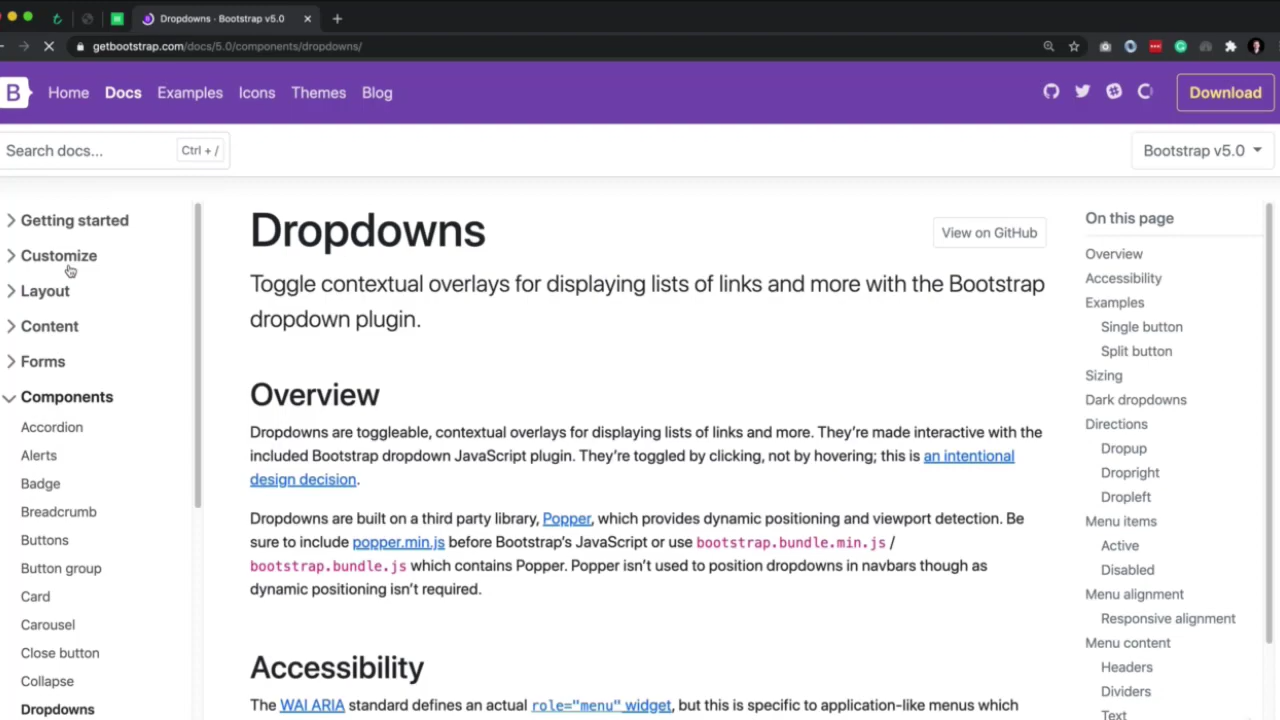 Dropdowns · Bootstrap v5.0
getbootstrap.com/docs/5.0/components/dropdowns/
B
Home
Docs
Examples
Icons
Themes
Blog
Download
Search docs...
Ctrl + /
Bootstrap v5.0
Getting started
Customize
Layout
Content
Forms
Components
Accordion
Alerts
Badge
Breadcrumb
Buttons
Button group
Card
Carousel
Close button
Collapse
Dropdowns
Dropdowns
View on GitHub
Toggle contextual overlays for displaying lists of links and more with the Bootstrap
dropdown plugin.
Overview
Dropdowns are toggleable, contextual overlays for displaying lists of links and more. They’re made interactive with the
included Bootstrap dropdown JavaScript plugin. They’re toggled by clicking, not by hovering; this is an intentional
design decision.
Dropdowns are built on a third party library, Popper, which provides dynamic positioning and viewport detection. Be
sure to include popper.min.js before Bootstrap’s JavaScript or use bootstrap.bundle.min.js /
bootstrap.bundle.js which contains Popper. Popper isn’t used to position dropdowns in navbars though as
dynamic positioning isn’t required.
Accessibility
The WAI ARIA standard defines an actual role="menu" widget, but this is specific to application-like menus which
On this page
Overview
Accessibility
Examples
Single button
Split button
Sizing
Dark dropdowns
Directions
Dropup
Dropright
Dropleft
Menu items
Active
Disabled
Menu alignment
Responsive alignment
Menu content
Headers
Dividers
Text